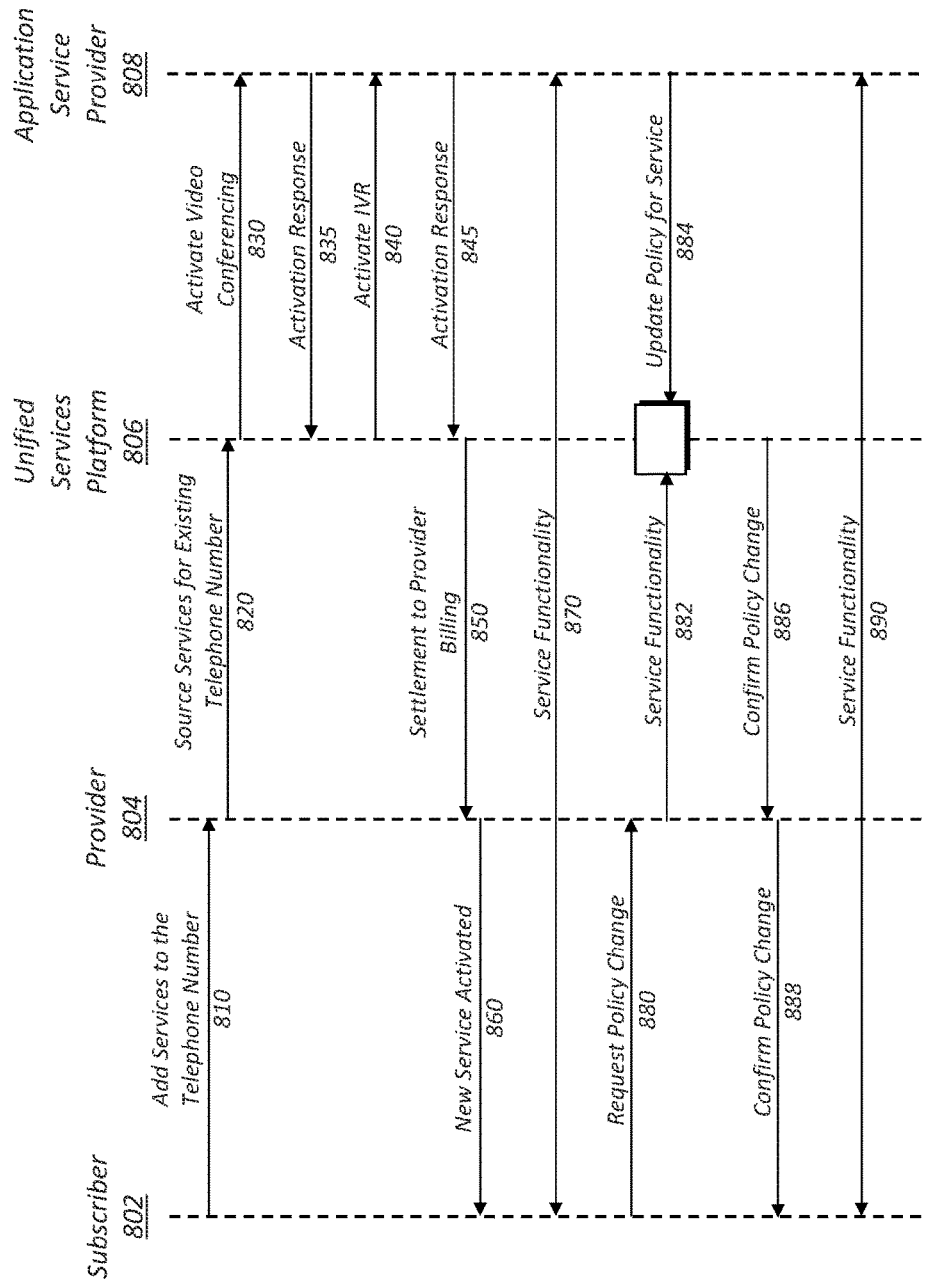 Subscriber
802
Provider
804
Unified
Services
Platform
806
Application
Service
Provider
808
Add Services to the
Telephone Number
810
Source Services for Existing
Telephone Number
820
Activate Video
Conferencing
830
Activation Response
835
Activate IVR
840
Activation Response
845
Settlement to Provider
Billing
850
New Service Activated
860
Service Functionality
870
Request Policy Change
880
Service Functionality
882
Update Policy for Service
884
Confirm Policy Change
886
Confirm Policy Change
888
Service Functionality
890